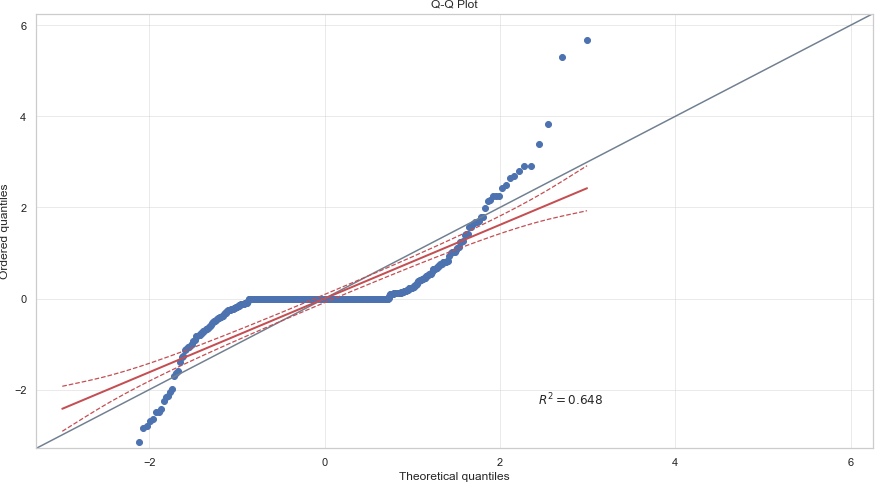 Q-Q Plot
6
4
2
0
−2
Ordered quantiles
R² = 0.648
−2
0
2
4
6
Theoretical quantiles